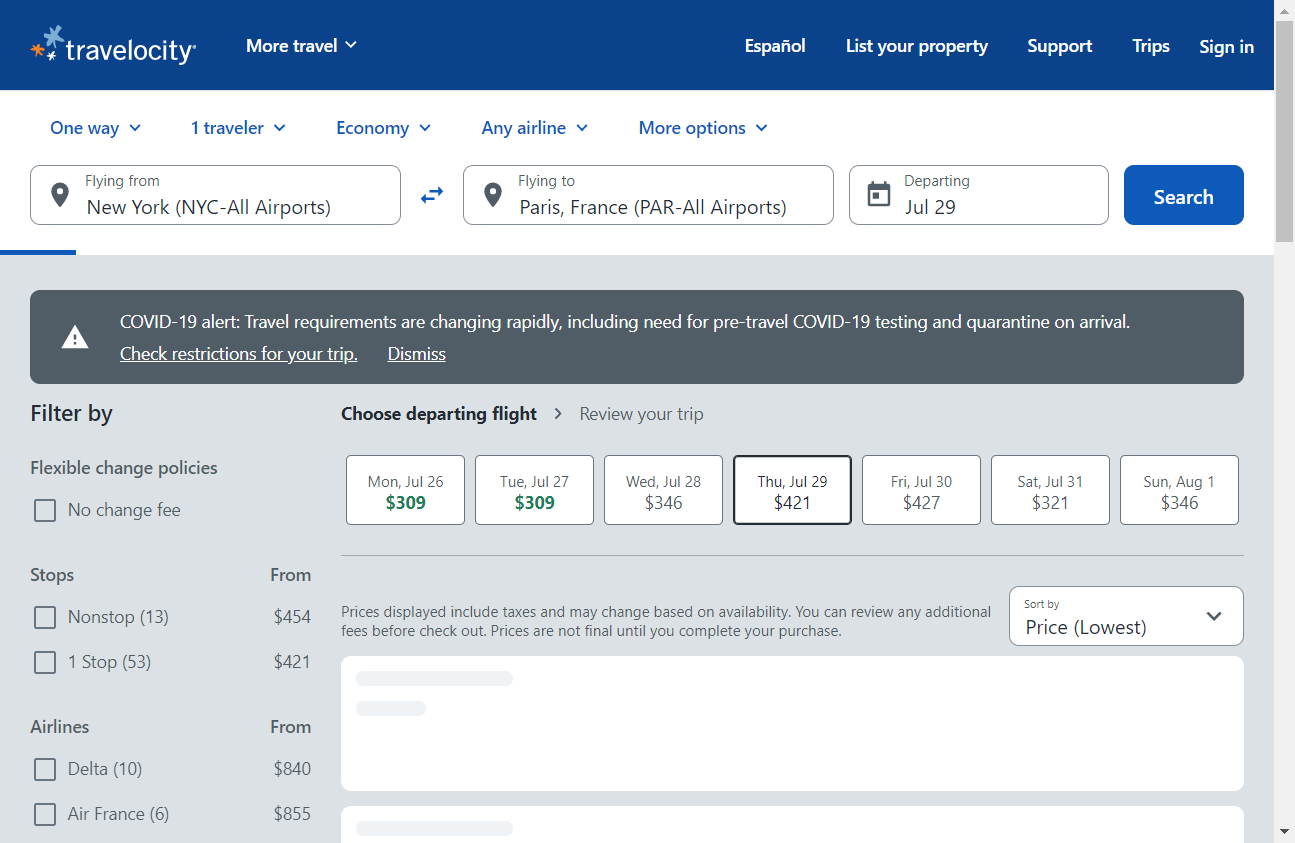 travelocity
More travel
Español
List your property
Support
Trips
Sign in
One way
1 traveler
Economy
Any airline
More options
Flying from
New York (NYC-All Airports)
Flying to
Paris, France (PAR-All Airports)
Departing
Jul 29
Search
COVID-19 alert: Travel requirements are changing rapidly, including need for pre-travel COVID-19 testing and quarantine on arrival.
Check restrictions for your trip.
Dismiss
Filter by
Flexible change policies
No change fee
Stops From
Nonstop (13) $454
1 Stop (53) $421
Airlines From
Delta (10) $840
Air France (6) $855
Choose departing flight
Review your trip
Mon, Jul 26
$309
Tue, Jul 27
$309
Wed, Jul 28
$346
Thu, Jul 29
$421
Fri, Jul 30
$427
Sat, Jul 31
$321
Sun, Aug 1
$346
Prices displayed include taxes and may change based on availability. You can review any additional
fees before check out. Prices are not final until you complete your purchase.
Sort by
Price (Lowest)